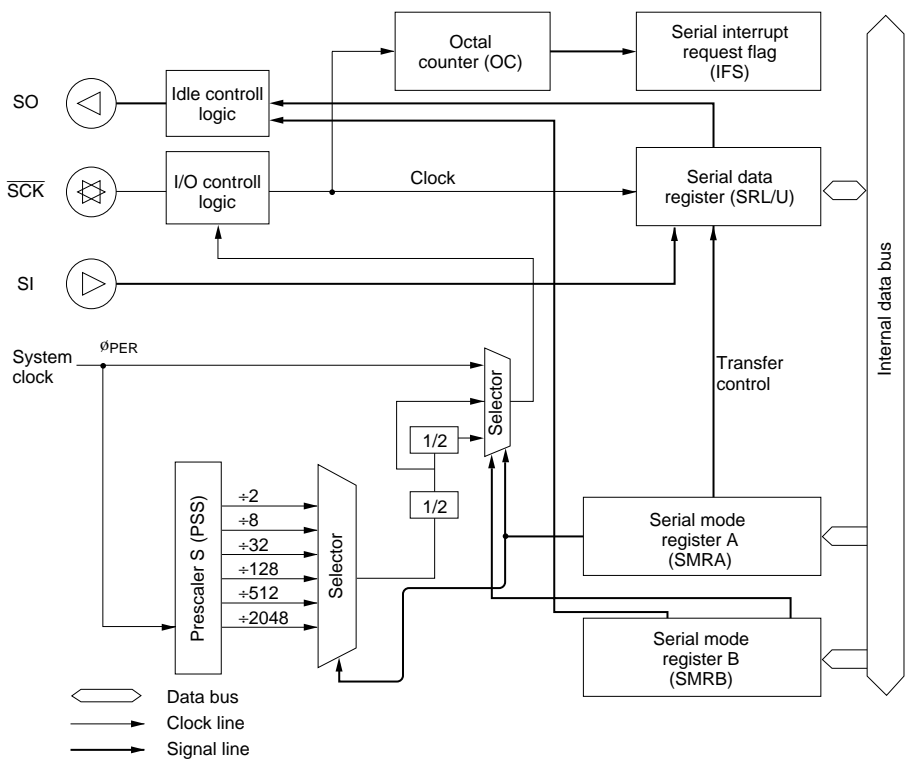 Octal
counter (OC)
Serial interrupt
request flag
(IFS)
SO
Idle controll
logic
SCK
I/O controll
logic
Clock
Serial data
register (SRL/U)
SI
Internal data bus
System
clock
øPER
Selector
Transfer
control
1/2
1/2
Prescaler S (PSS)
÷2
÷8
÷32
÷128
÷512
÷2048
Selector
Serial mode
register A
(SMRA)
Serial mode
register B
(SMRB)
Data bus
Clock line
Signal line